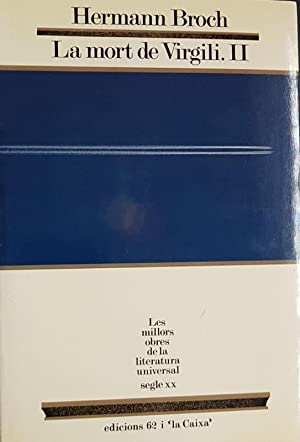 Hermann Broch
La mort de Virgili. II
Les
millors
obres
de la
literatura
universal
segle xx
edicions 62 i "la Caixa"